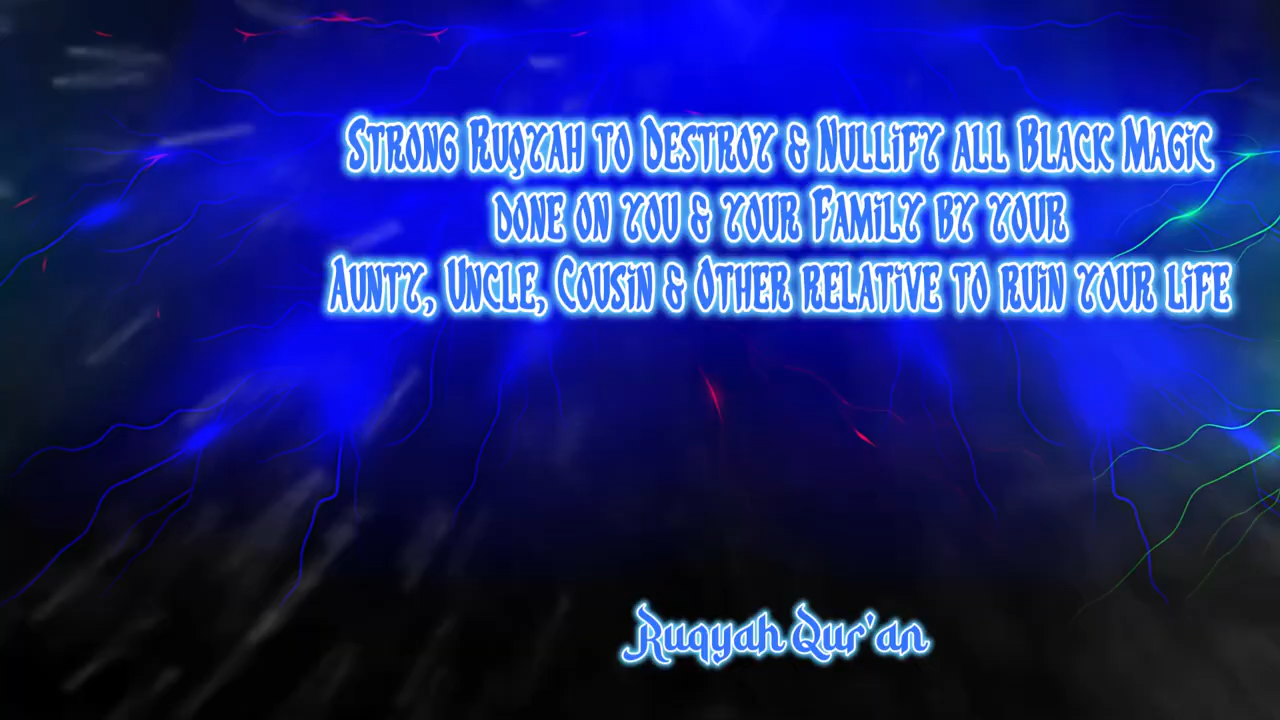 Strong Ruqyah to Destroy & Nullify all Black Magic
done on you & your Family by your
Aunty, Uncle, Cousin & Other relative to ruin your life
Ruqyah Qur'an